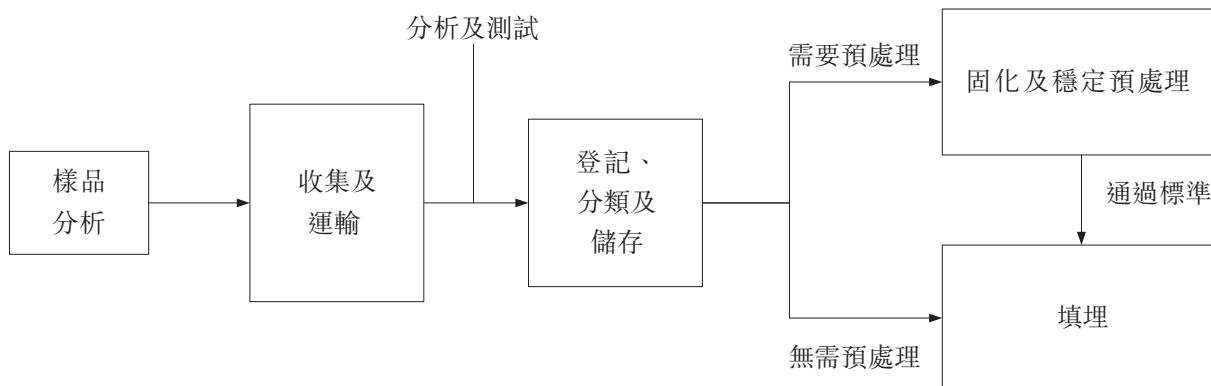 樣品
分析
收集及
運輸
分析及測試
登記、
分類及
儲存
需要預處理
固化及穩定預處理
通過標準
無需預處理
填埋